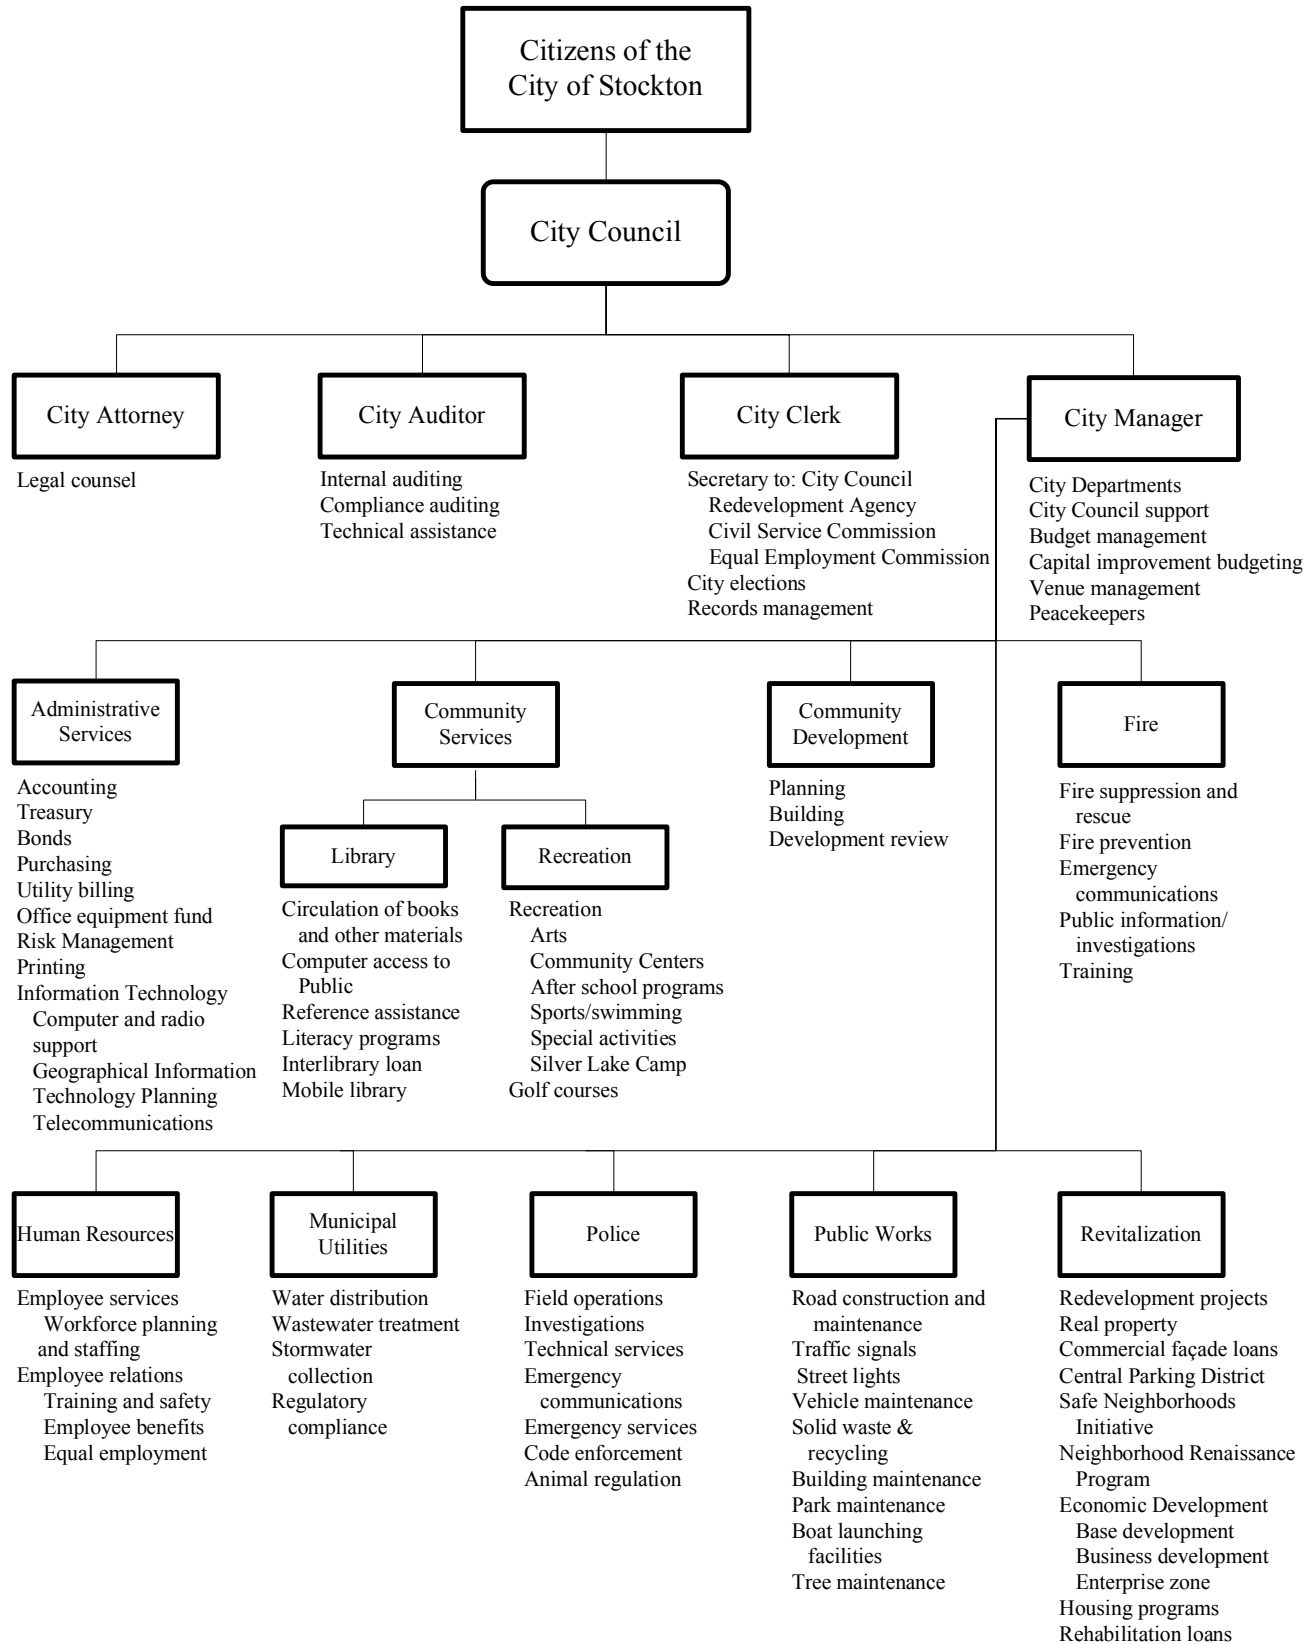 Citizens of the
City of Stockton
City Council
City Attorney
Legal counsel
City Auditor
Internal auditing
Compliance auditing
Technical assistance
City Clerk
Secretary to: City Council
Redevelopment Agency
Civil Service Commission
Equal Employment Commission
City elections
Records management
City Manager
City Departments
City Council support
Budget management
Capital improvement budgeting
Venue management
Peacekeepers
Administrative
Services
Accounting
Treasury
Bonds
Purchasing
Utility billing
Office equipment fund
Risk Management
Printing
Information Technology
Computer and radio
support
Geographical Information
Technology Planning
Telecommunications
Community
Services
Library
Circulation of books
and other materials
Computer access to
Public
Reference assistance
Literacy programs
Interlibrary loan
Mobile library
Recreation
Recreation
Arts
Community Centers
After school programs
Sports/swimming
Special activities
Silver Lake Camp
Golf courses
Community
Development
Planning
Building
Development review
Fire
Fire suppression and
rescue
Fire prevention
Emergency
communications
Public information/
investigations
Training
Human Resources
Employee services
Workforce planning
and staffing
Employee relations
Training and safety
Employee benefits
Equal employment
Municipal
Utilities
Water distribution
Wastewater treatment
Stormwater
collection
Regulatory
compliance
Police
Field operations
Investigations
Technical services
Emergency
communications
Emergency services
Code enforcement
Animal regulation
Public Works
Road construction and
maintenance
Traffic signals
Street lights
Vehicle maintenance
Solid waste &
recycling
Building maintenance
Park maintenance
Boat launching
facilities
Tree maintenance
Revitalization
Redevelopment projects
Real property
Commercial façade loans
Central Parking District
Safe Neighborhoods
Initiative
Neighborhood Renaissance
Program
Economic Development
Base development
Business development
Enterprise zone
Housing programs
Rehabilitation loans